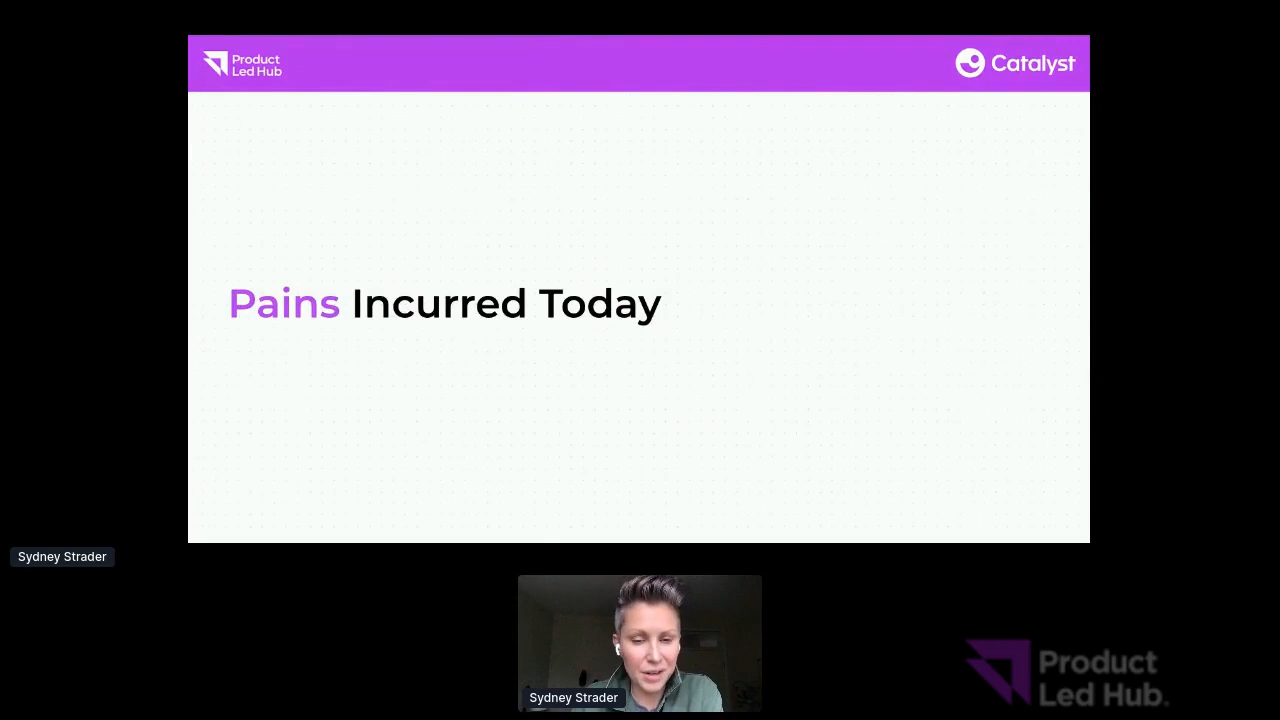 Product
Led Hub
Catalyst
Pains Incurred Today
Sydney Strader
Sydney Strader
Product
Led Hub.